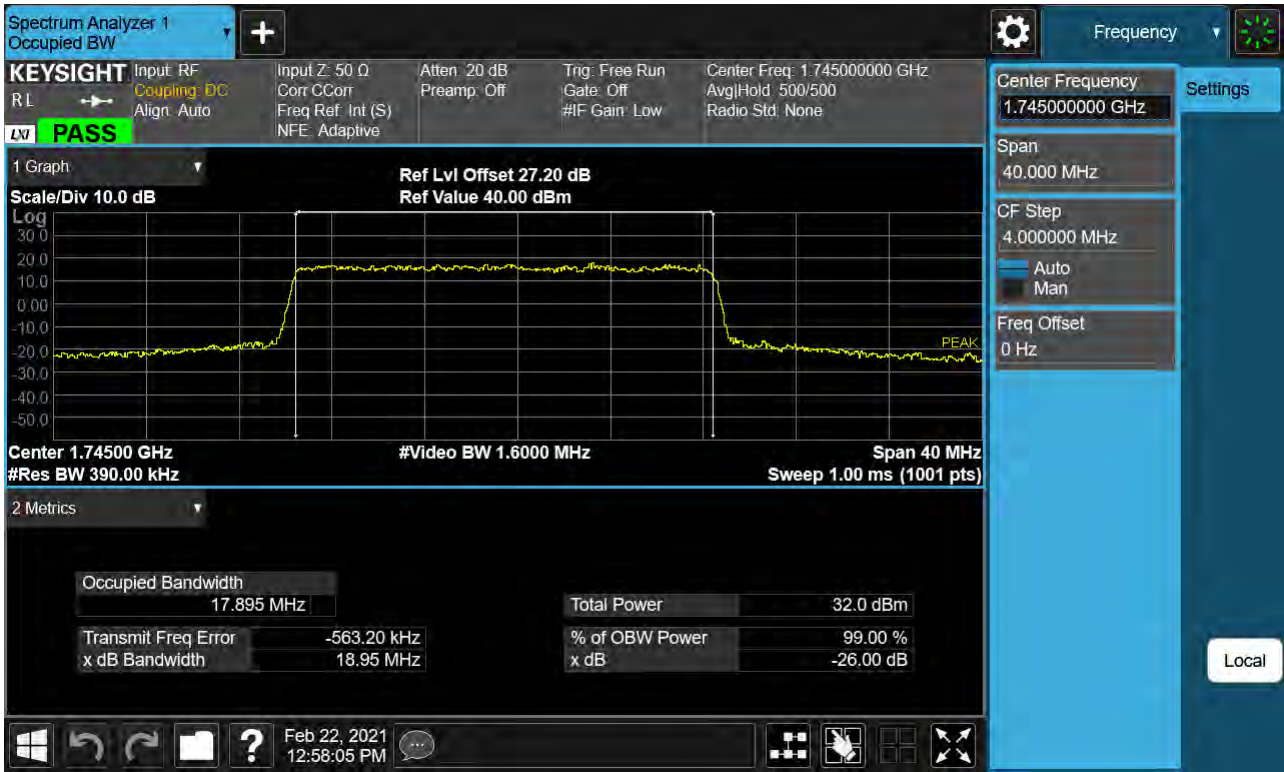 Spectrum Analyzer 1
Occupied BW
+
Frequency
KEYSIGHT
RL
LXI
PASS
Input: RF
Coupling: DC
Align: Auto
Input Z: 50 Ω
Corr CCorr
Freq Ref: Int (S)
NFE: Adaptive
Atten: 20 dB
Preamp: Off
Trig: Free Run
Gate: Off
#IF Gain: Low
Center Freq: 1.745000000 GHz
Avg|Hold: 500/500
Radio Std: None
Center Frequency
1.745000000 GHz
Settings
Span
40.000 MHz
CF Step
4.000000 MHz
Auto
Man
Freq Offset
0 Hz
1 Graph
Scale/Div 10.0 dB
Ref Lvl Offset 27.20 dB
Ref Value 40.00 dBm
Log
30.0
20.0
10.0
0.00
-10.0
-20.0
-30.0
-40.0
-50.0
PEAK
Center 1.74500 GHz
#Video BW 1.6000 MHz
Span 40 MHz
#Res BW 390.00 kHz
Sweep 1.00 ms (1001 pts)
2 Metrics
Occupied Bandwidth
17.895 MHz
Total Power 32.0 dBm
Transmit Freq Error -563.20 kHz
% of OBW Power 99.00 %
x dB Bandwidth 18.95 MHz
x dB -26.00 dB
Local
?
Feb 22, 2021
12:58:05 PM